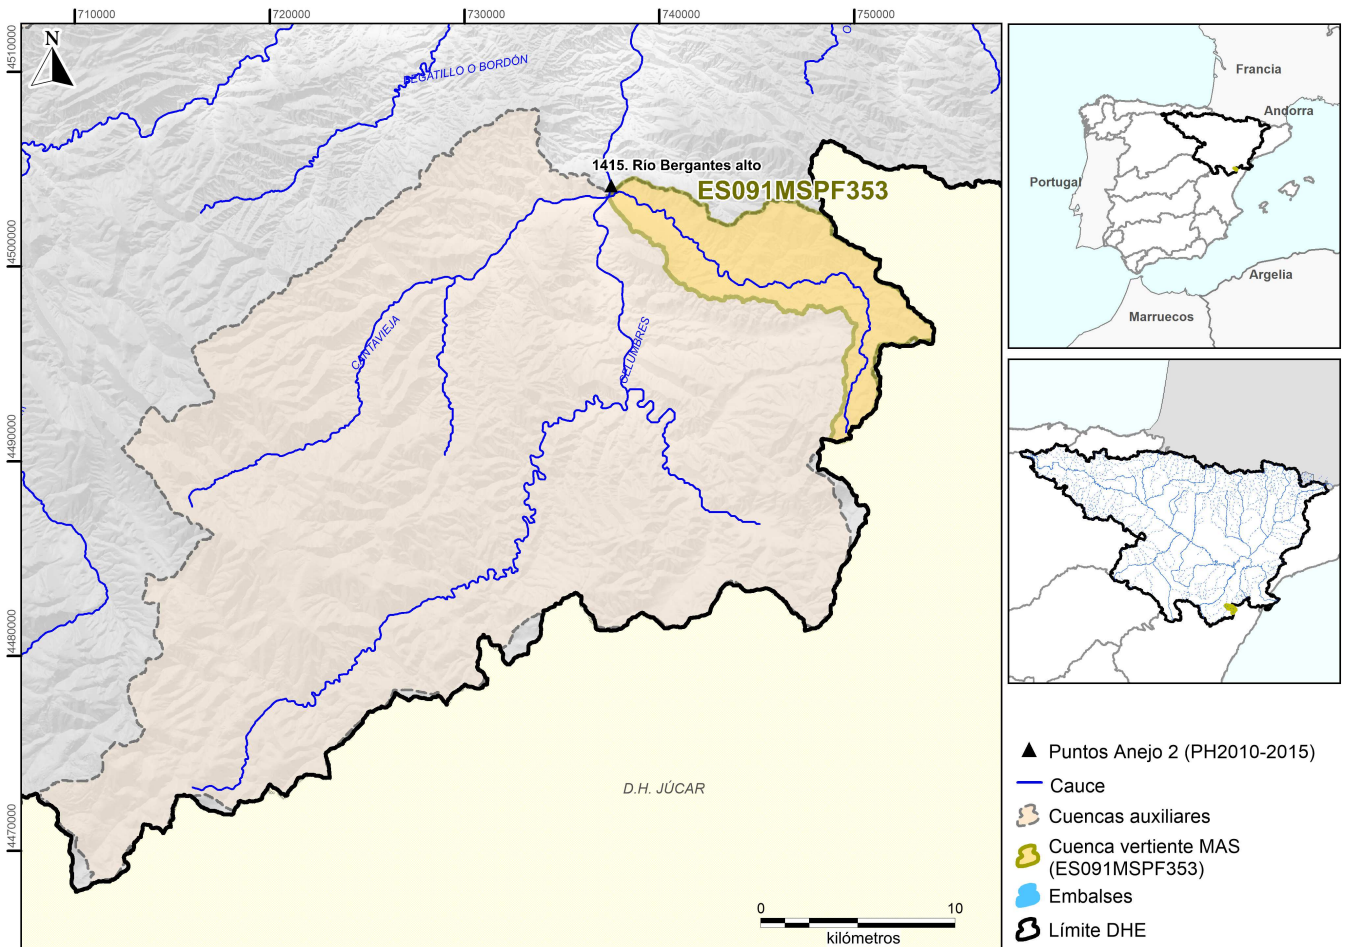 710000
720000
730000
740000
750000
4510000
4500000
4490000
4480000
4470000
N
1415. Río Bergantes alto
ES091MSPF353
CANTAVIEJA
D.H. JÚCAR
0
10
kilómetros
Francia
Andorra
Portugal
Argelia
Marruecos
Puntos Anejo 2 (PH2010-2015)
Cauce
Cuencas auxiliares
Cuenca vertiente MAS
(ES091MSPF353)
Embalses
Límite DHE
O BORDÓN